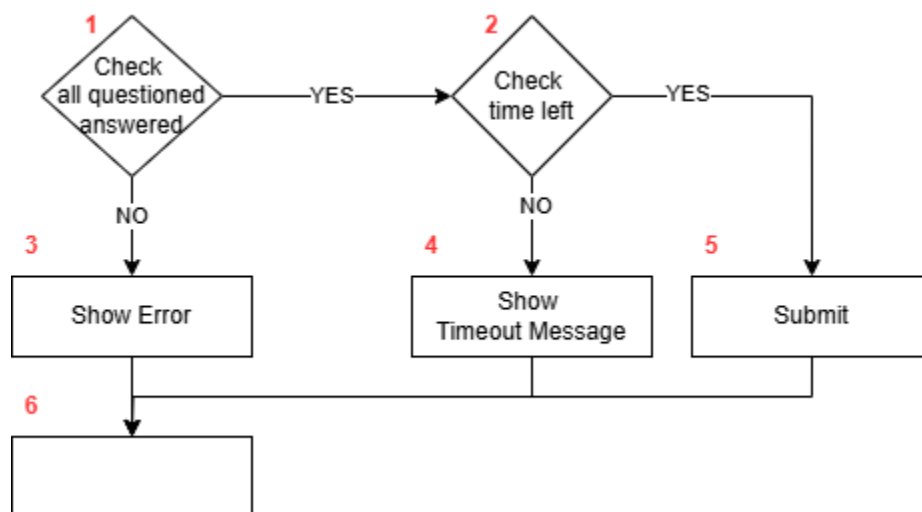 1
Check
all questioned
answered
YES
2
Check
time left
YES
NO
NO
3
Show Error
4
Show
Timeout Message
5
Submit
6